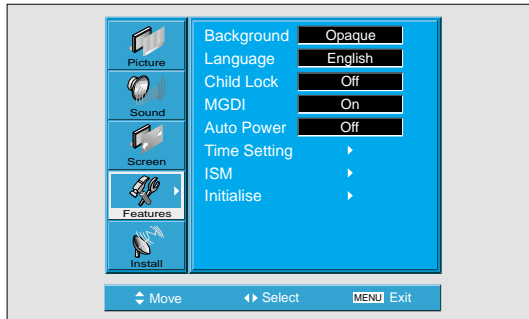 Picture
Sound
Screen
Features
Install
Background Opaque
Language English
Child Lock Off
MGDI On
Auto Power Off
Time Setting
ISM
Initialise
Move Select MENU Exit